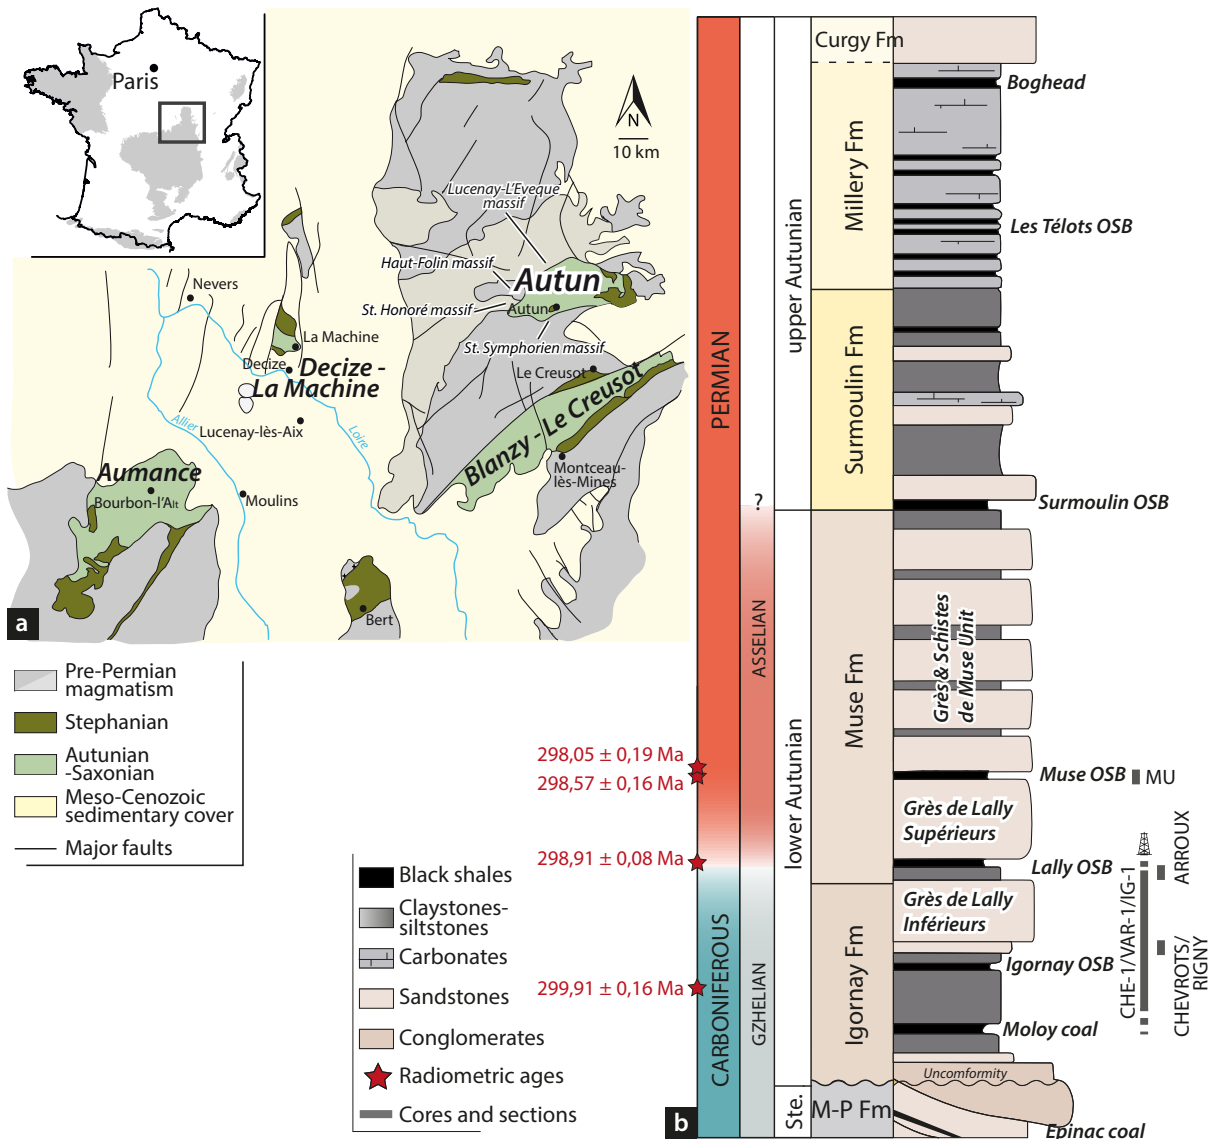 Paris
N
10 km
Lucenay-L'Eveque
massif
Haut-Folin massif
Autun
Autun
St. Honoré massif
St. Symphorien massif
Nevers
La Machine
Decize
Decize -
La Machine
Le Creusot
Blanzy - Le Creusot
Allier
Loire
Lucenay-lès-Aix
Aumance
Bourbon-l'Alt
Moulins
Montceau-
lès-Mines
Bert
a
Pre-Permian
magmatism
Stephanian
Autunian
-Saxonian
Meso-Cenozoic
sedimentary cover
Major faults
Black shales
Claystones-
siltstones
Carbonates
Sandstones
Conglomerates
Radiometric ages
Cores and sections
b
298,05 ± 0,19 Ma
298,57 ± 0,16 Ma
298,91 ± 0,08 Ma
299,91 ± 0,16 Ma
PERMIAN
CARBONIFEROUS
?
ASSELIAN
GZHELIAN
upper Autunian
lower Autunian
Ste.
Curgy Fm
Millery Fm
Surmoulin Fm
Muse Fm
Igornay Fm
M-P Fm
Grès & Schistes
de Muse Unit
Grès de Lally
Supérieurs
Grès de Lally
Inférieurs
Uncomformity
Boghead
Les Télots OSB
Surmoulin OSB
Muse OSB
MU
Lally OSB
Igornay OSB
Moloy coal
Epinac coal
CHE-1/VAR-1/IG-1
ARROUX
CHEVROTS/
RIGNY